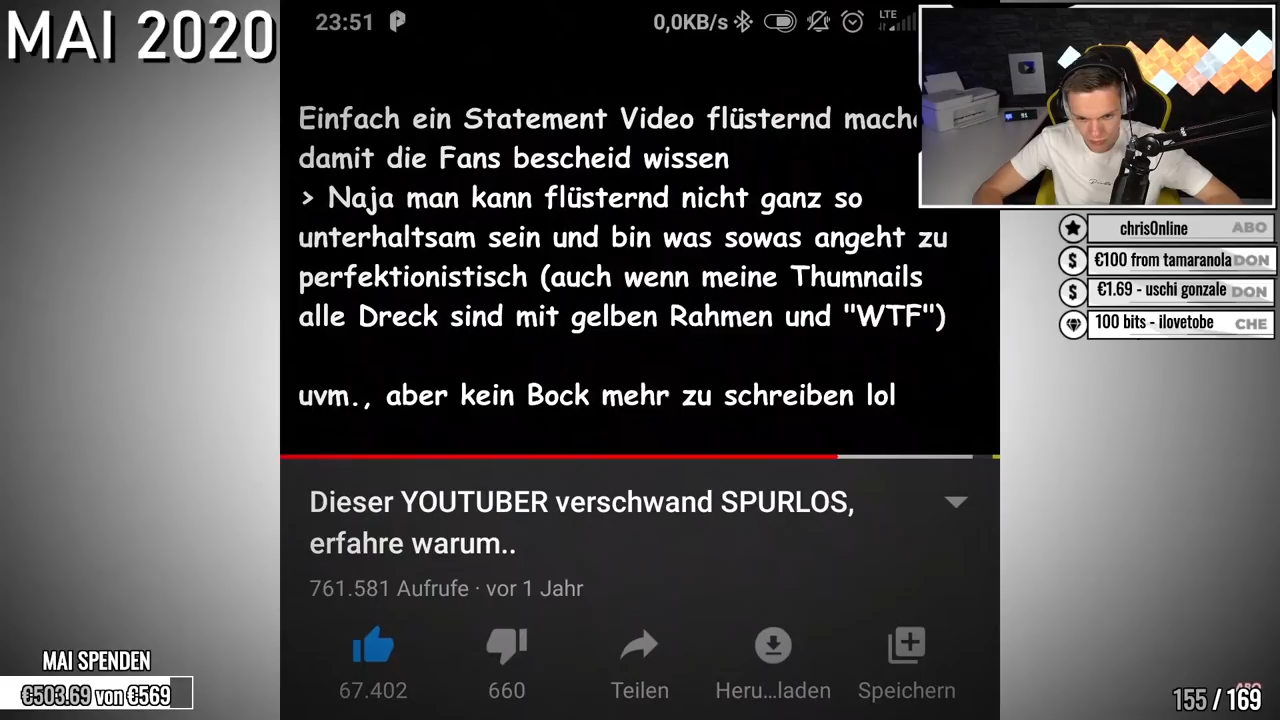 MAI 2020
23:51
0,0KB/s
LTE
Einfach ein Statement Video flüsternd mache
damit die Fans bescheid wissen
> Naja man kann flüsternd nicht ganz so
unterhaltsam sein und bin was sowas angeht zu
perfektionistisch (auch wenn meine Thumnails
alle Dreck sind mit gelben Rahmen und "WTF")
uvm., aber kein Bock mehr zu schreiben lol
Dieser YOUTUBER verschwand SPURLOS,
erfahre warum..
761.581 Aufrufe · vor 1 Jahr
67.402
660
Teilen
Heru...laden
Speichern
chrisOnline ABO
€100 from tamaranola DON
€1.69 - uschi gonzale DON
100 bits - ilovetobe CHE
MAI SPENDEN
€503.69 von €569
ABO
155 / 169